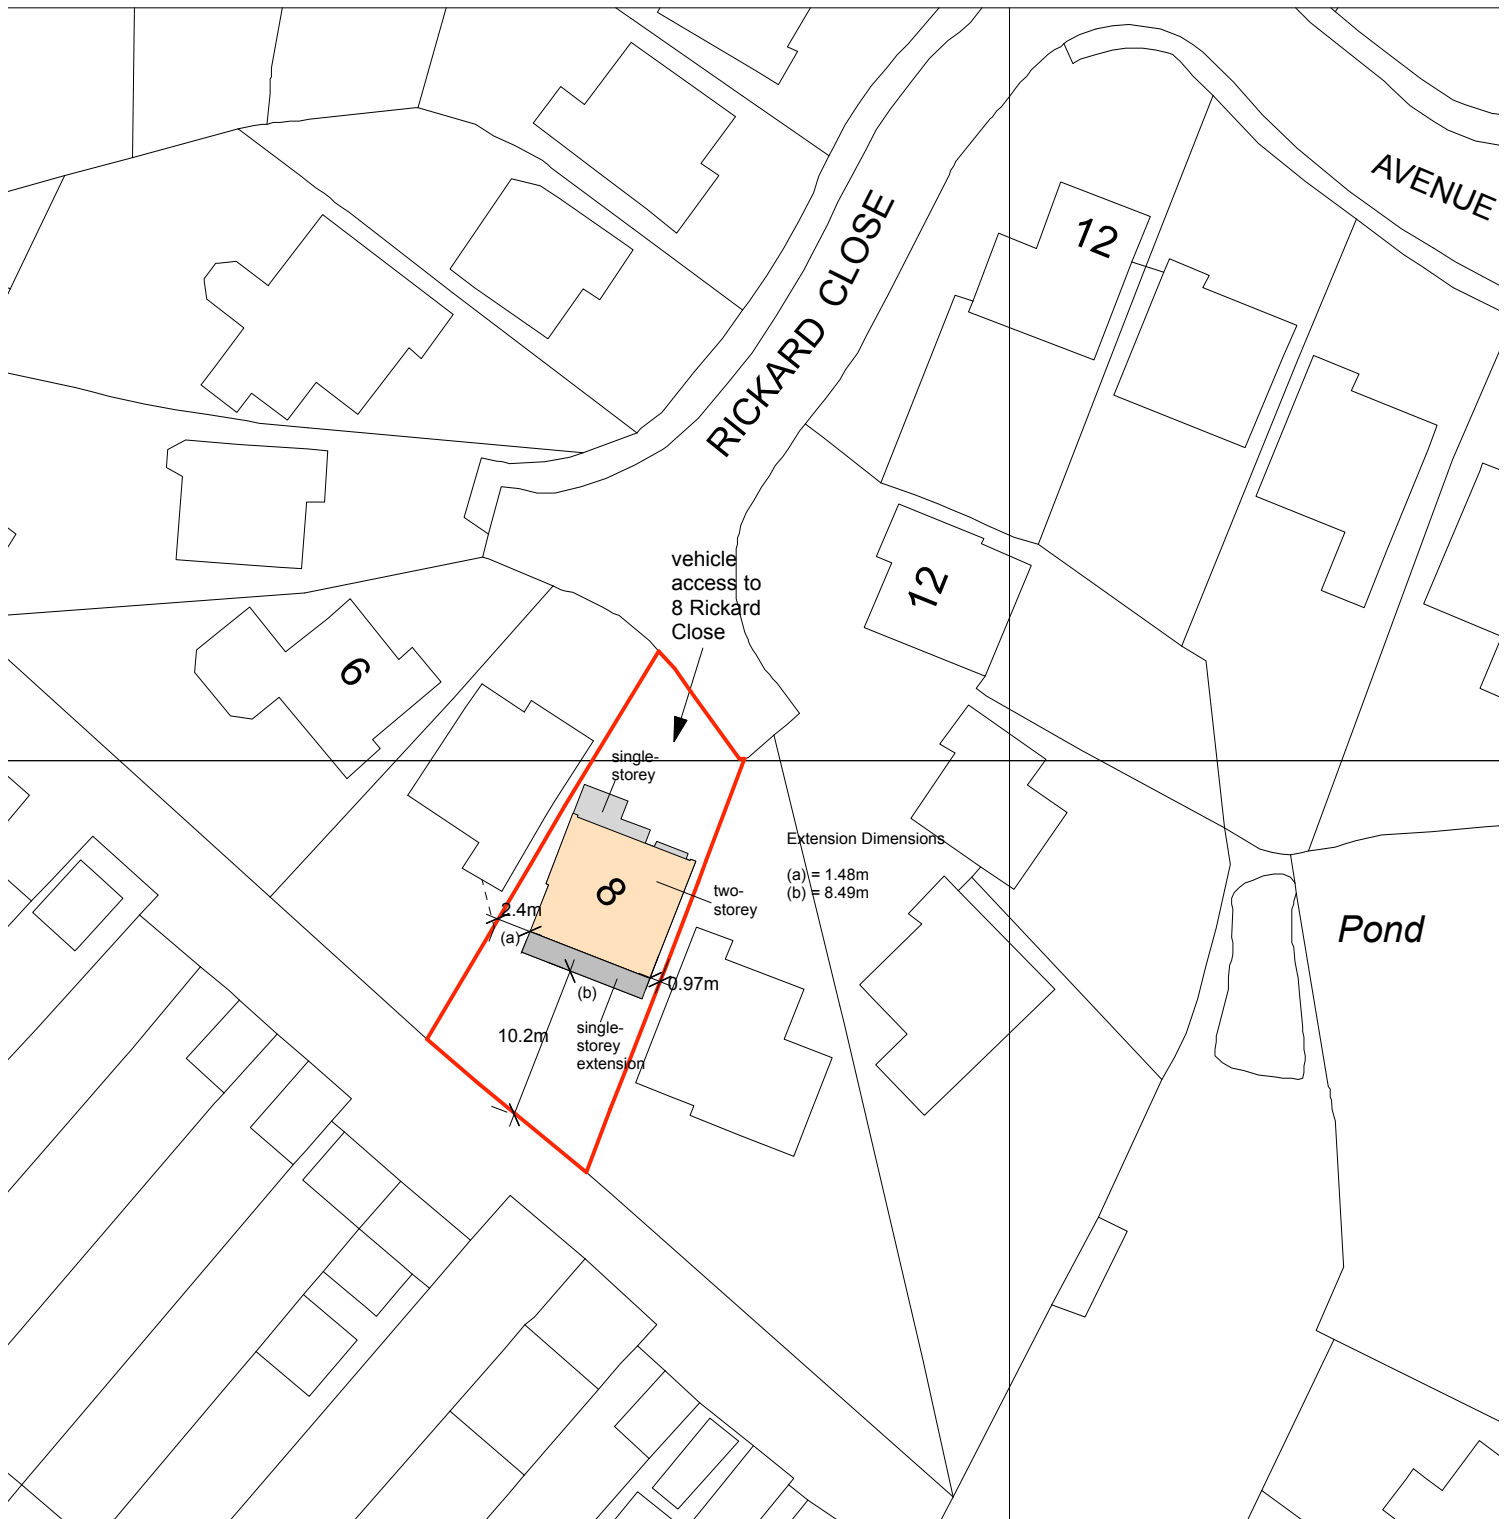 AVENUE
12
RICKARD CLOSE
vehicle
access to
8 Rickard
Close
12
6
single-
storey
Extension Dimensions
(a) = 1.48m
(b) = 8.49m
8
two-
storey
2.4m
(a)
Pond
0.97m
(b)
10.2m
single-
storey
extension